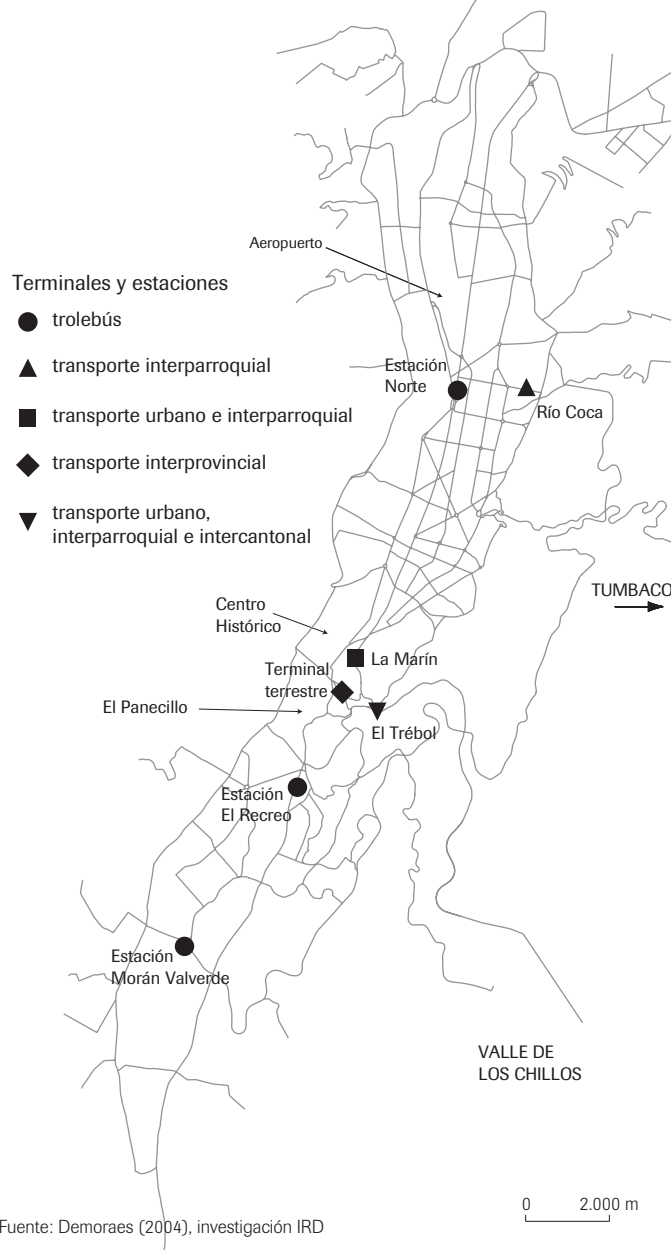 Aeropuerto
Terminales y estaciones
trolebús
transporte interparroquial
transporte urbano e interparroquial
transporte interprovincial
transporte urbano,
interparroquial e intercantonal
Estación
Norte
Río Coca
TUMBACO
Centro
Histórico
La Marín
Terminal
terrestre
El Panecillo
El Trébol
Estación
El Recreo
Estación
Morán Valverde
VALLE DE
LOS CHILLOS
0 2.000 m
Fuente: Demoraes (2004), investigación IRD